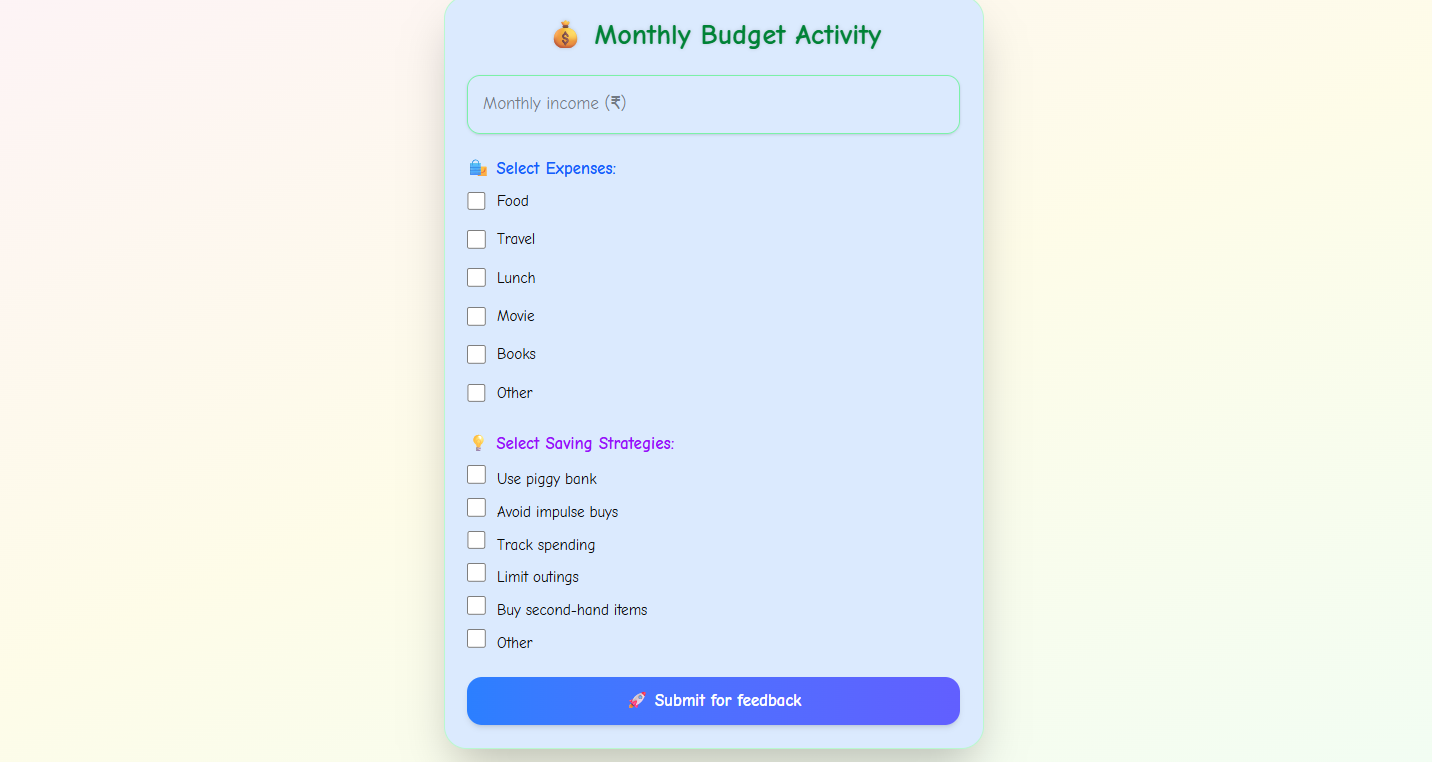 💰 Monthly Budget Activity
Monthly income (₹)
🛍️ Select Expenses:
Food
Travel
Lunch
Movie
Books
Other
💡 Select Saving Strategies:
Use piggy bank
Avoid impulse buys
Track spending
Limit outings
Buy second-hand items
Other
🚀 Submit for feedback